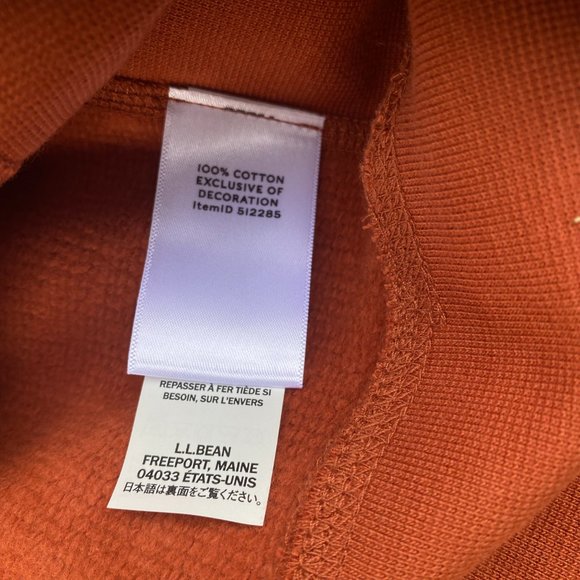 100% COTTON
EXCLUSIVE OF
DECORATION
ItemID 512285
REPASSER À FER TIÈDE SI
BESOIN, SUR L'ENVERS
L.L.BEAN
FREEPORT, MAINE
04033 ÉTATS-UNIS
日本語は裏面をご覧ください。